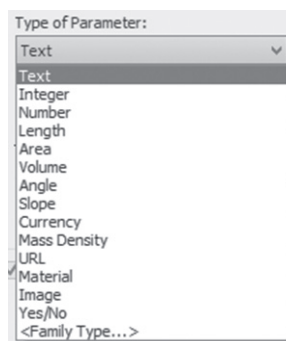 Type of Parameter:
Text
Text
Integer
Number
Length
Area
Volume
Angle
Slope
Currency
Mass Density
URL
Material
Image
Yes/No
<Family Type...>